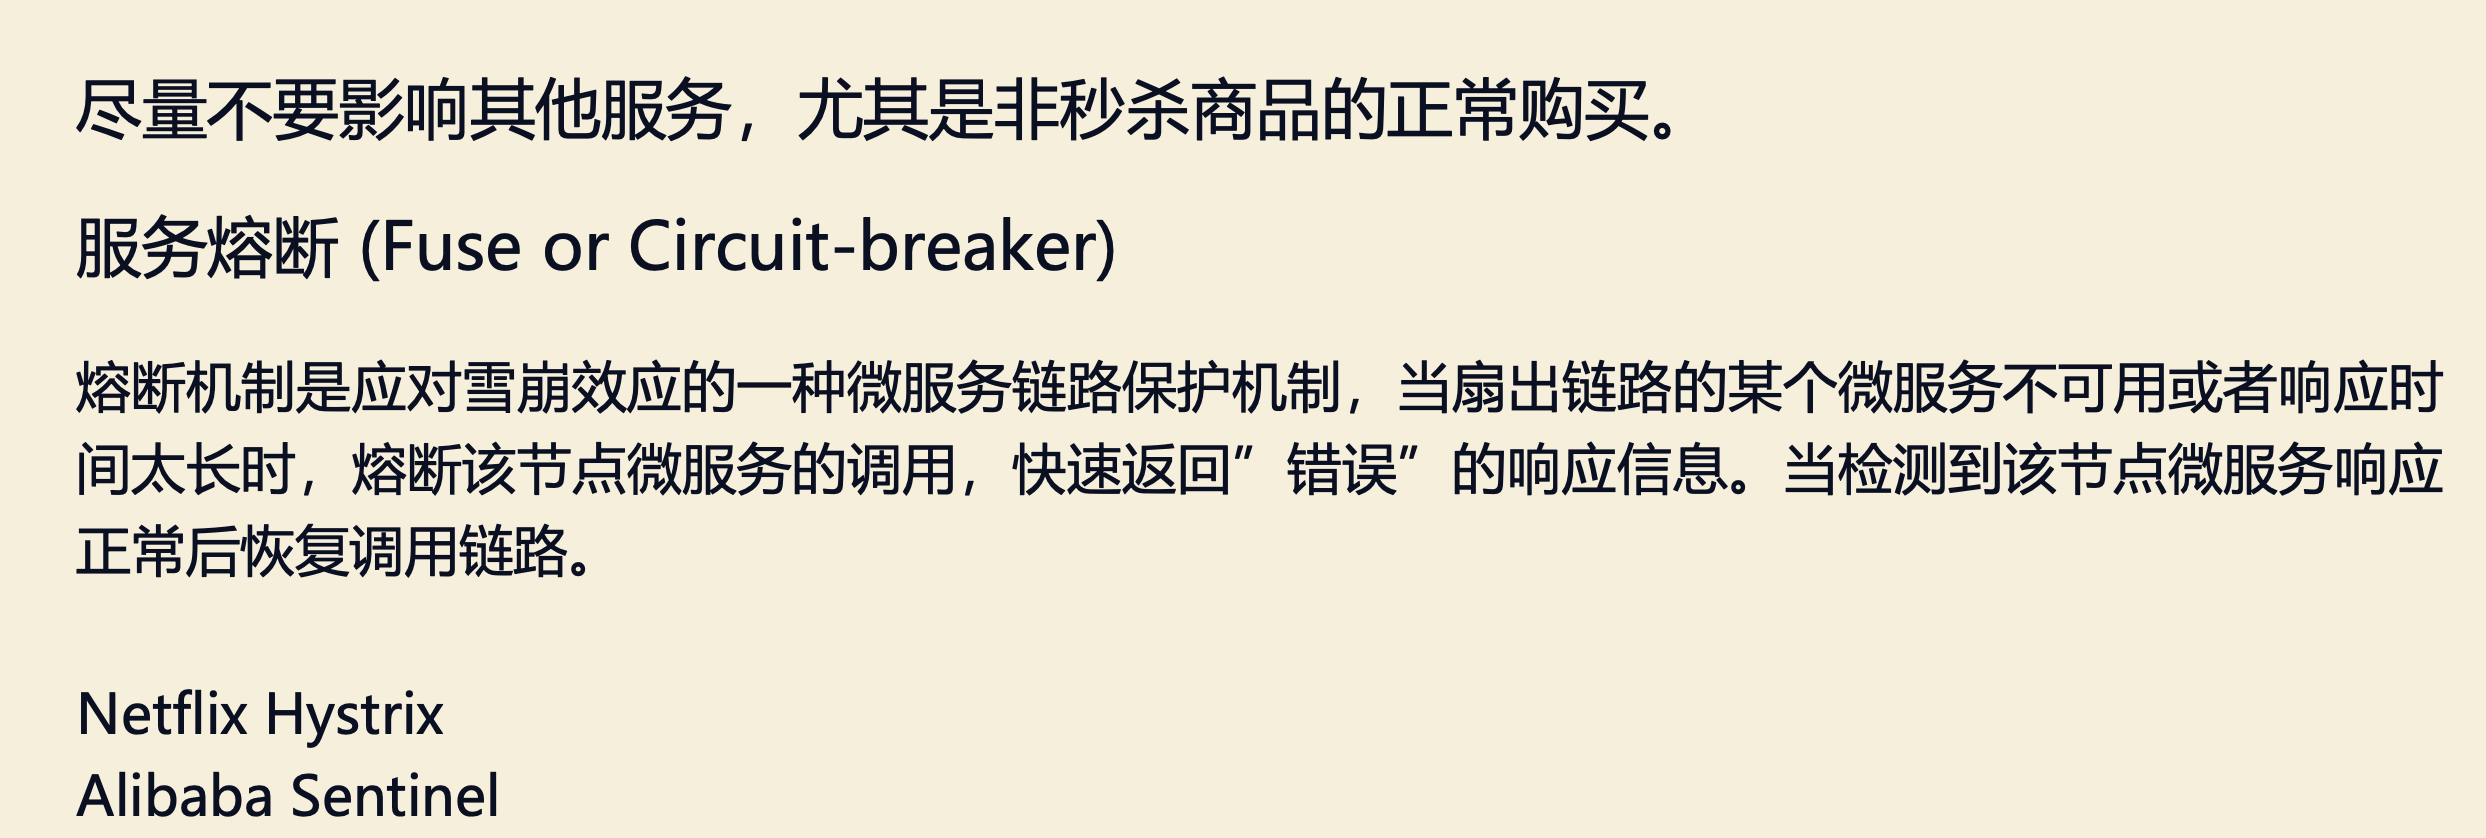 尽量不要影响其他服务，尤其是非秒杀商品的正常购买。
服务熔断 (Fuse or Circuit-breaker)
熔断机制是应对雪崩效应的一种微服务链路保护机制，当扇出链路的某个微服务不可用或者响应时
间太长时，熔断该节点微服务的调用，快速返回”错误”的响应信息。当检测到该节点微服务响应
正常后恢复调用链路。
Netflix Hystrix
Alibaba Sentinel